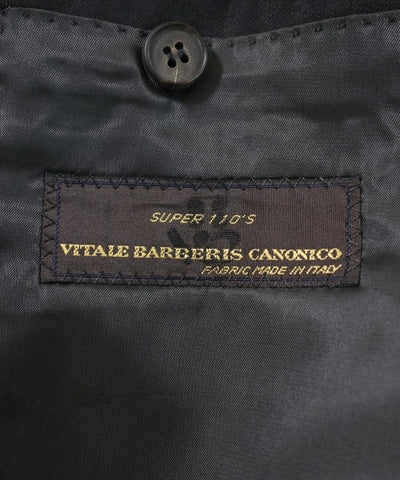 SUPER 110'S
VITALE BARBERIS CANONICO
FABRIC MADE IN ITALY